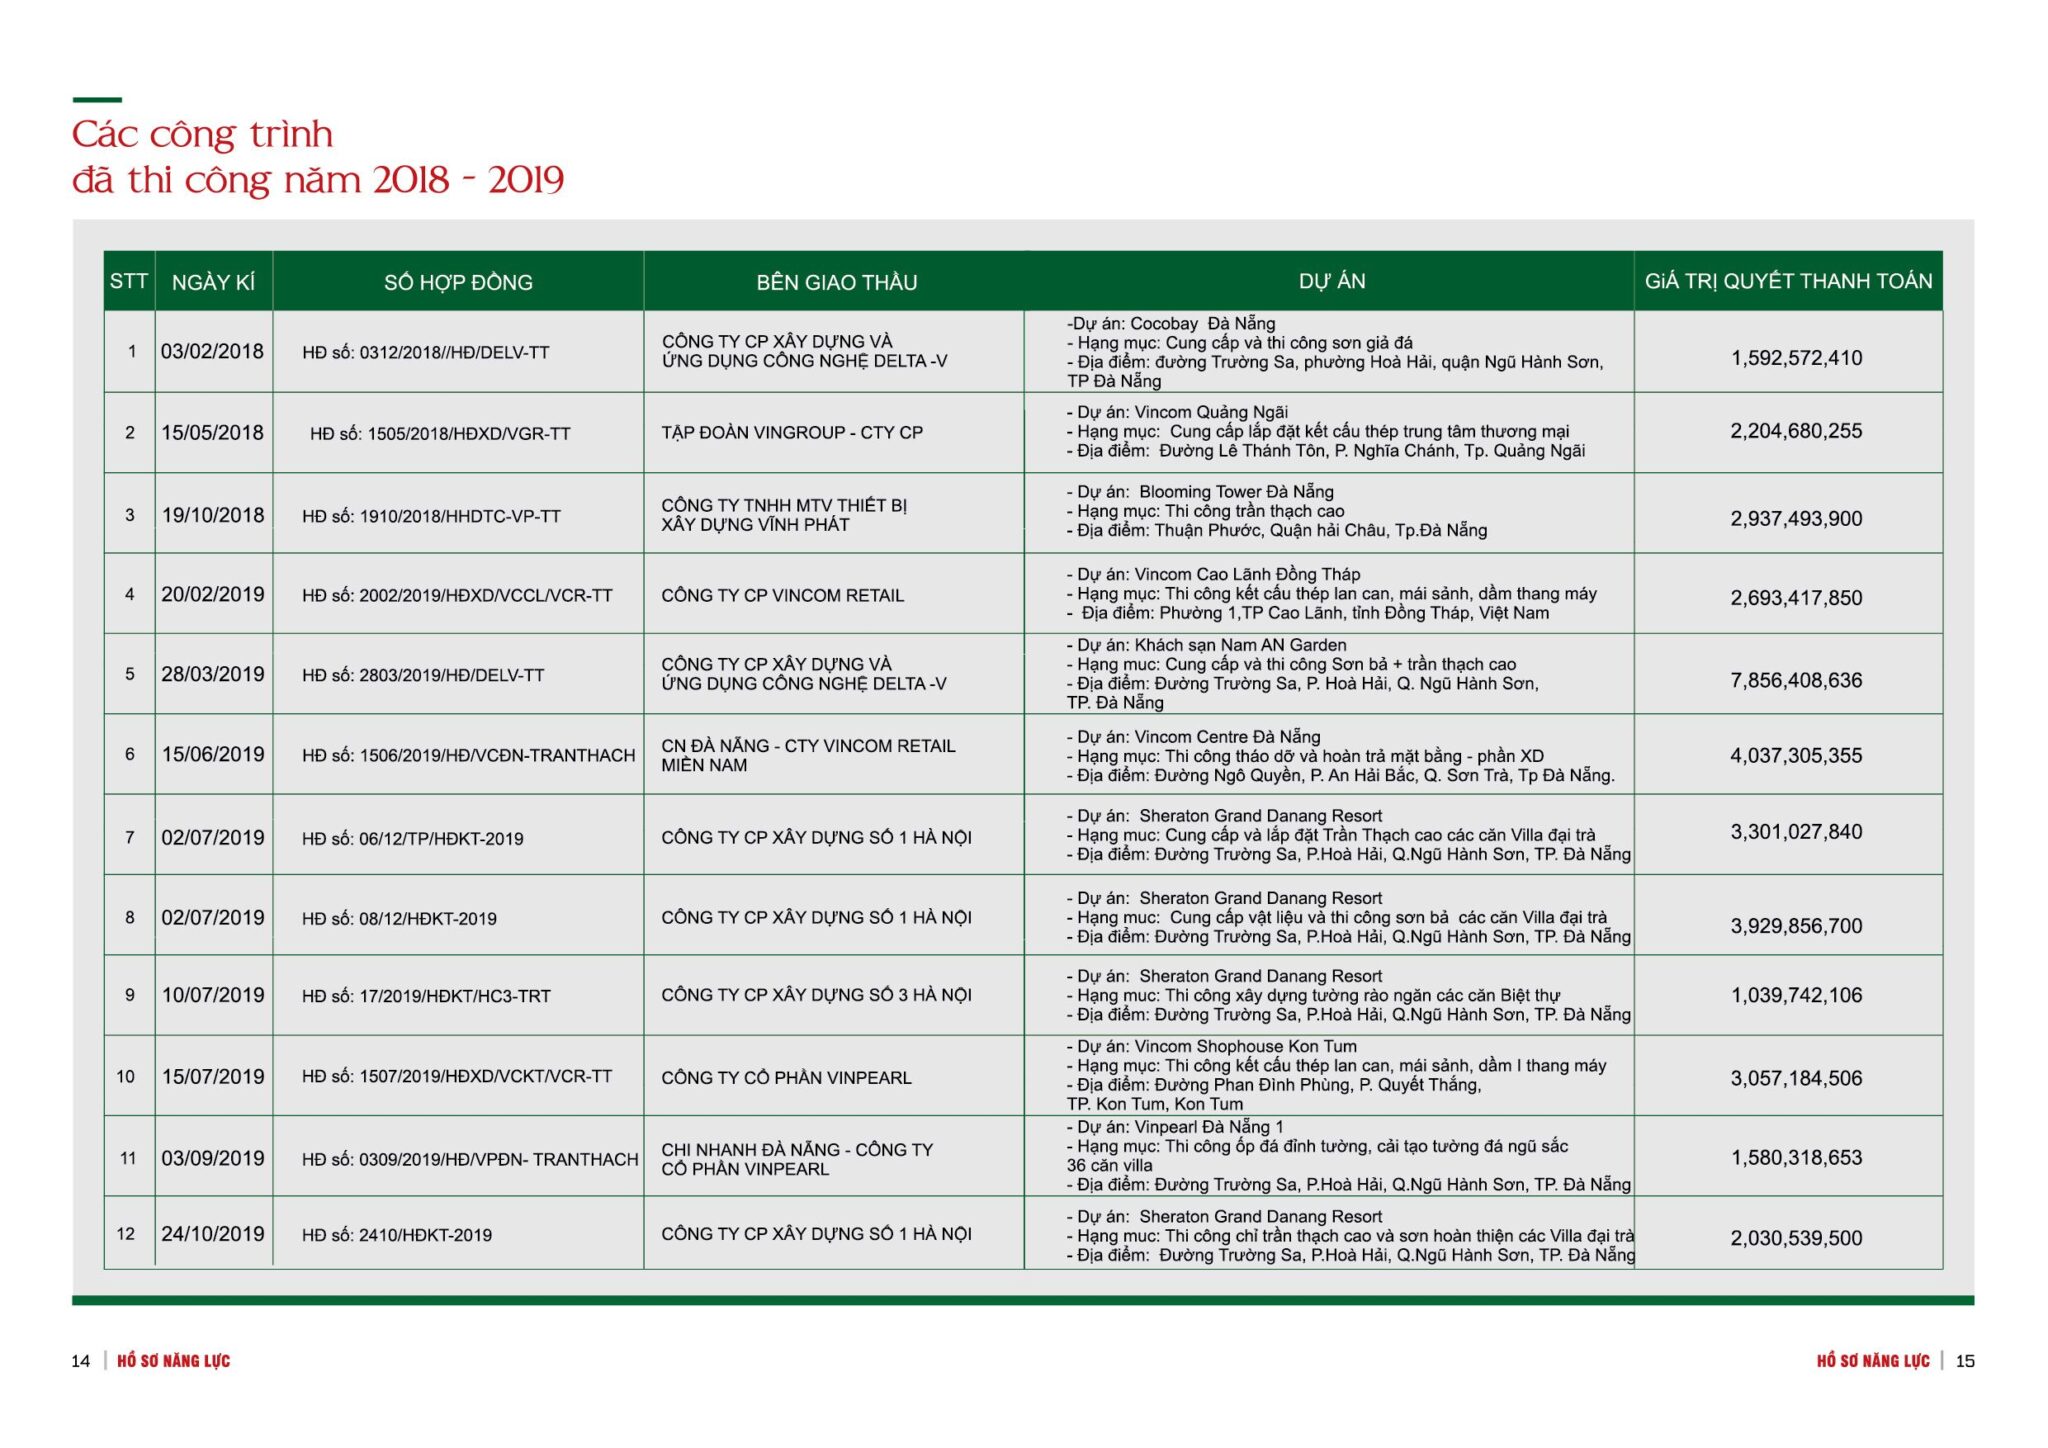 Các công trình
đã thi công năm 2018 - 2019
STT NGÀY KÍ SỐ HỢP ĐỒNG BÊN GIAO THẦU DỰ ÁN GiÁ TRỊ QUYẾT THANH TOÁN
1 03/02/2018 HĐ số: 0312/2018//HĐ/DELV-TT
CÔNG TY CP XÂY DỰNG VÀ
ỨNG DỤNG CÔNG NGHỆ DELTA -V
-Dự án: Cocobay Đà Nẵng
- Hạng mục: Cung cấp và thi công sơn giả đá
- Địa điểm: đường Trường Sa, phường Hoà Hải, quận Ngũ Hành Sơn,
TP Đà Nẵng
1,592,572,410
2 15/05/2018 HĐ số: 1505/2018/HĐXD/VGR-TT
TẬP ĐOÀN VINGROUP - CTY CP
- Dự án: Vincom Quảng Ngãi
- Hạng mục: Cung cấp lắp đặt kết cấu thép trung tâm thương mại
- Địa điểm: Đường Lê Thánh Tôn, P. Nghĩa Chánh, Tp. Quảng Ngãi
2,204,680,255
3 19/10/2018 HĐ số: 1910/2018/HHDTC-VP-TT
CÔNG TY TNHH MTV THIẾT BỊ
XÂY DỰNG VĨNH PHÁT
- Dự án: Blooming Tower Đà Nẵng
- Hạng mục: Thi công trần thạch cao
- Địa điểm: Thuận Phước, Quận hải Châu, Tp.Đà Nẵng
2,937,493,900
4 20/02/2019 HĐ số: 2002/2019/HĐXD/VCCL/VCR-TT
CÔNG TY CP VINCOM RETAIL
- Dự án: Vincom Cao Lãnh Đồng Tháp
- Hạng mục: Thi công kết cấu thép lan can, mái sảnh, dầm thang máy
- Địa điểm: Phường 1,TP Cao Lãnh, tỉnh Đồng Tháp, Việt Nam
2,693,417,850
5 28/03/2019 HĐ số: 2803/2019/HĐ/DELV-TT
CÔNG TY CP XÂY DỰNG VÀ
ỨNG DỤNG CÔNG NGHỆ DELTA -V
- Dự án: Khách sạn Nam AN Garden
- Hạng muc: Cung cấp và thi công Sơn bả + trần thạch cao
- Địa điểm: Đường Trường Sa, P. Hoà Hải, Q. Ngũ Hành Sơn,
TP. Đà Nẵng
7,856,408,636
6 15/06/2019 HĐ số: 1506/2019/HĐ/VCĐN-TRANTHACH
CN ĐÀ NẴNG - CTY VINCOM RETAIL
MIỀN NAM
- Dự án: Vincom Centre Đà Nẵng
- Hạng mục: Thi công tháo dỡ và hoàn trả mặt bằng - phần XD
- Địa điểm: Đường Ngô Quyền, P. An Hải Bắc, Q. Sơn Trà, Tp Đà Nẵng.
4,037,305,355
7 02/07/2019 HĐ số: 06/12/TP/HĐKT-2019
CÔNG TY CP XÂY DỰNG SỐ 1 HÀ NỘI
- Dự án: Sheraton Grand Danang Resort
- Hạng muc: Cung cấp và lắp đặt Trần Thạch cao các căn Villa đại trà
- Địa điểm: Đường Trường Sa, P.Hoà Hải, Q.Ngũ Hành Sơn, TP. Đà Nẵng
3,301,027,840
8 02/07/2019 HĐ số: 08/12/HĐKT-2019
CÔNG TY CP XÂY DỰNG SỐ 1 HÀ NỘI
- Dự án: Sheraton Grand Danang Resort
- Hạng muc: Cung cấp vật liệu và thi công sơn bả các căn Villa đại trà
- Địa điểm: Đường Trường Sa, P.Hoà Hải, Q.Ngũ Hành Sơn, TP. Đà Nẵng
3,929,856,700
9 10/07/2019 HĐ số: 17/2019/HĐKT/HC3-TRT
CÔNG TY CP XÂY DỰNG SỐ 3 HÀ NỘI
- Dự án: Sheraton Grand Danang Resort
- Hạng muc: Thi công xây dựng tường rào ngăn các căn Biệt thự
- Địa điểm: Đường Trường Sa, P.Hoà Hải, Q.Ngũ Hành Sơn, TP. Đà Nẵng
1,039,742,106
10 15/07/2019 HĐ số: 1507/2019/HĐXD/VCKT/VCR-TT
CÔNG TY CỔ PHẦN VINPEARL
- Dự án: Vincom Shophouse Kon Tum
- Hạng mục: Thi công kết cấu thép lan can, mái sảnh, dầm I thang máy
- Địa điểm: Đường Phan Đình Phùng, P. Quyết Thắng,
TP. Kon Tum, Kon Tum
3,057,184,506
11 03/09/2019 HĐ số: 0309/2019/HĐ/VPĐN- TRANTHACH
CHI NHANH ĐÀ NẴNG - CÔNG TY
CỔ PHẦN VINPEARL
- Dự án: Vinpearl Đà Nẵng 1
- Hạng mục: Thi công ốp đá đỉnh tường, cải tạo tường đá ngũ sắc
36 căn villa
- Địa điểm: Đường Trường Sa, P.Hoà Hải, Q.Ngũ Hành Sơn, TP. Đà Nẵng
1,580,318,653
12 24/10/2019 HĐ số: 2410/HĐKT-2019
CÔNG TY CP XÂY DỰNG SỐ 1 HÀ NỘI
- Dự án: Sheraton Grand Danang Resort
- Hạng mục: Thi công chỉ trần thạch cao và sơn hoàn thiện các Villa đại trà
- Địa điểm: Đường Trường Sa, P.Hoà Hải, Q.Ngũ Hành Sơn, TP. Đà Nẵng
2,030,539,500
14 | HỒ SƠ NĂNG LỰC
HỒ SƠ NĂNG LỰC | 15